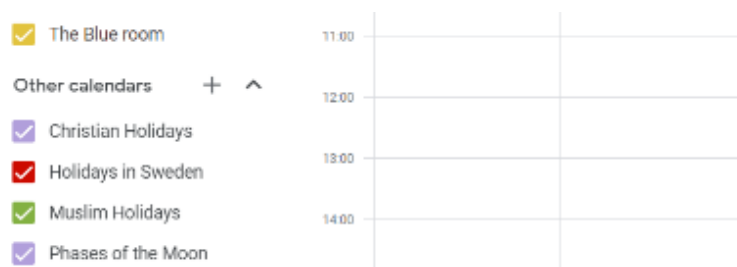 The Blue room
Other calendars
Christian Holidays
Holidays in Sweden
Muslim Holidays
Phases of the Moon
11:00
12:00
13:00
14:00